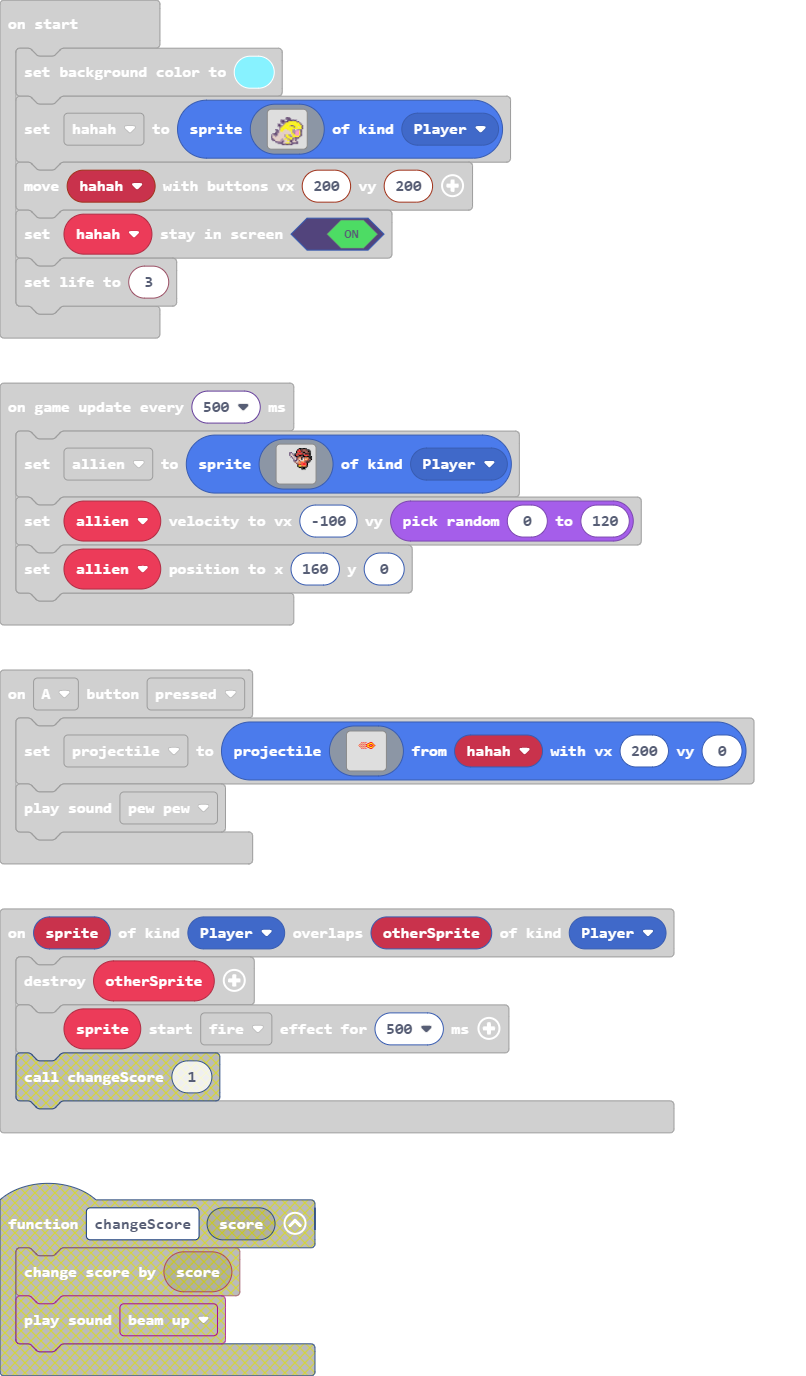 on start
set background color to
set hahah to sprite of kind Player
move hahah with buttons vx 200 vy 200
set hahah stay in screen ON
set life to 3
on game update every 500 ms
set allien to sprite of kind Player
set allien velocity to vx -100 vy pick random 0 to 120
set allien position to x 160 y 0
on A button pressed
set projectile to projectile from hahah with vx 200 vy 0
play sound pew pew
on sprite of kind Player overlaps otherSprite of kind Player
destroy otherSprite
sprite start fire effect for 500 ms
call changeScore 1
function changeScore score
change score by score
play sound beam up